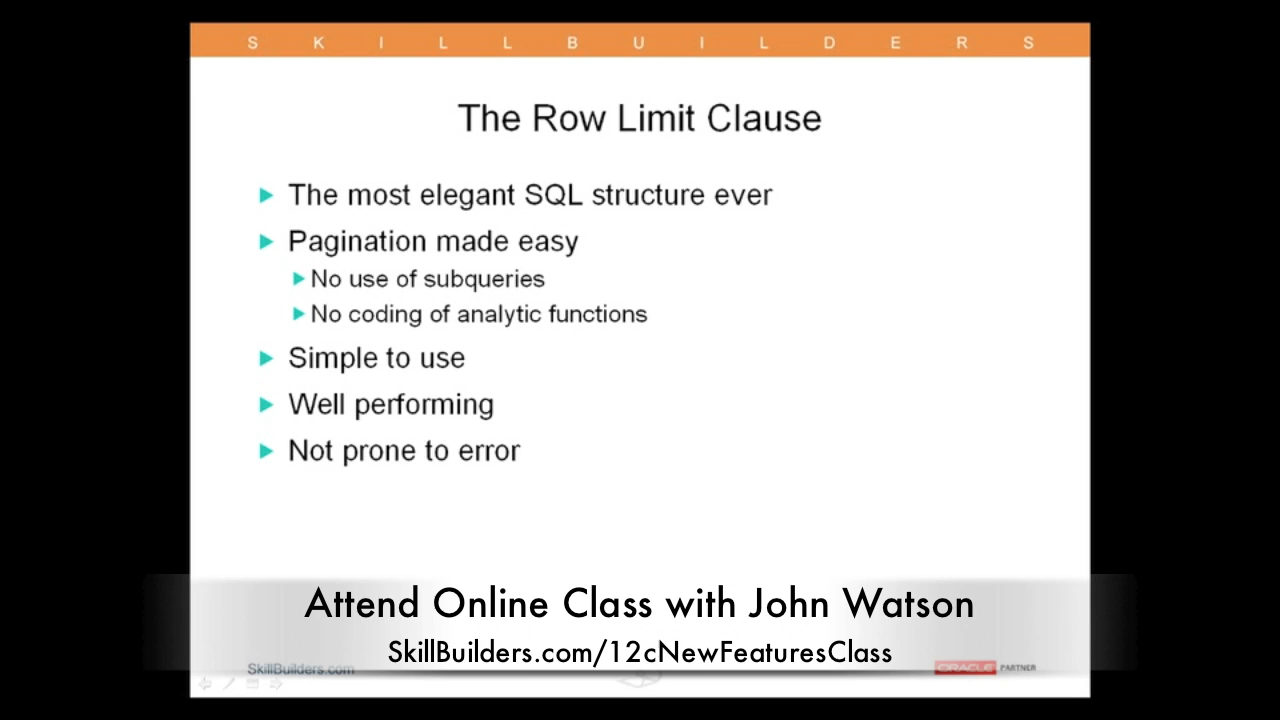 SKILLBUILDERS
The Row Limit Clause
The most elegant SQL structure ever
Pagination made easy
No use of subqueries
No coding of analytic functions
Simple to use
Well performing
Not prone to error
Attend Online Class with John Watson
SkillBuilders.com/12cNewFeaturesClass
SkillBuilders.com
ORACLE PARTNER